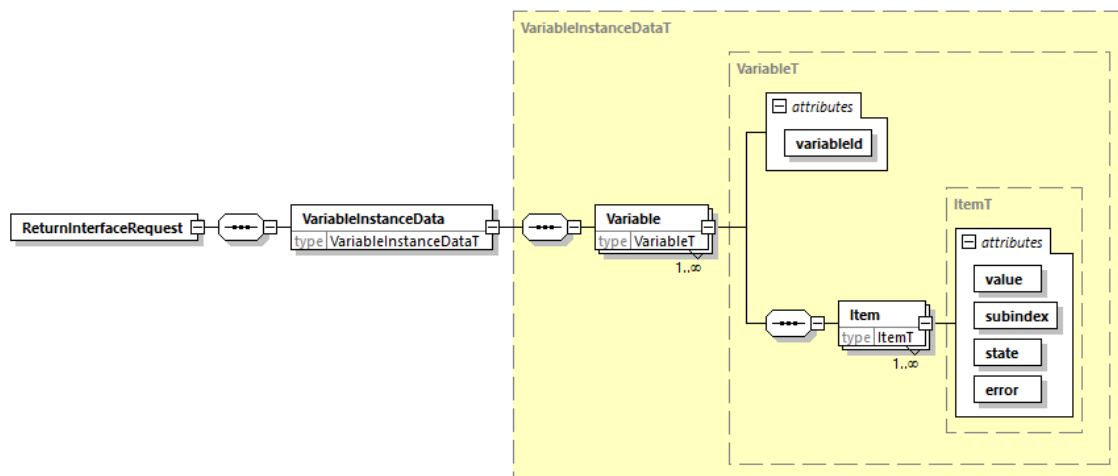 VariableInstanceDataT
VariableT
attributes
variableId
ReturnInterfaceRequest
VariableInstanceData
type VariableInstanceDataT
Variable
type VariableT
1..∞
ItemT
attributes
value
subindex
state
error
Item
type ItemT
1..∞